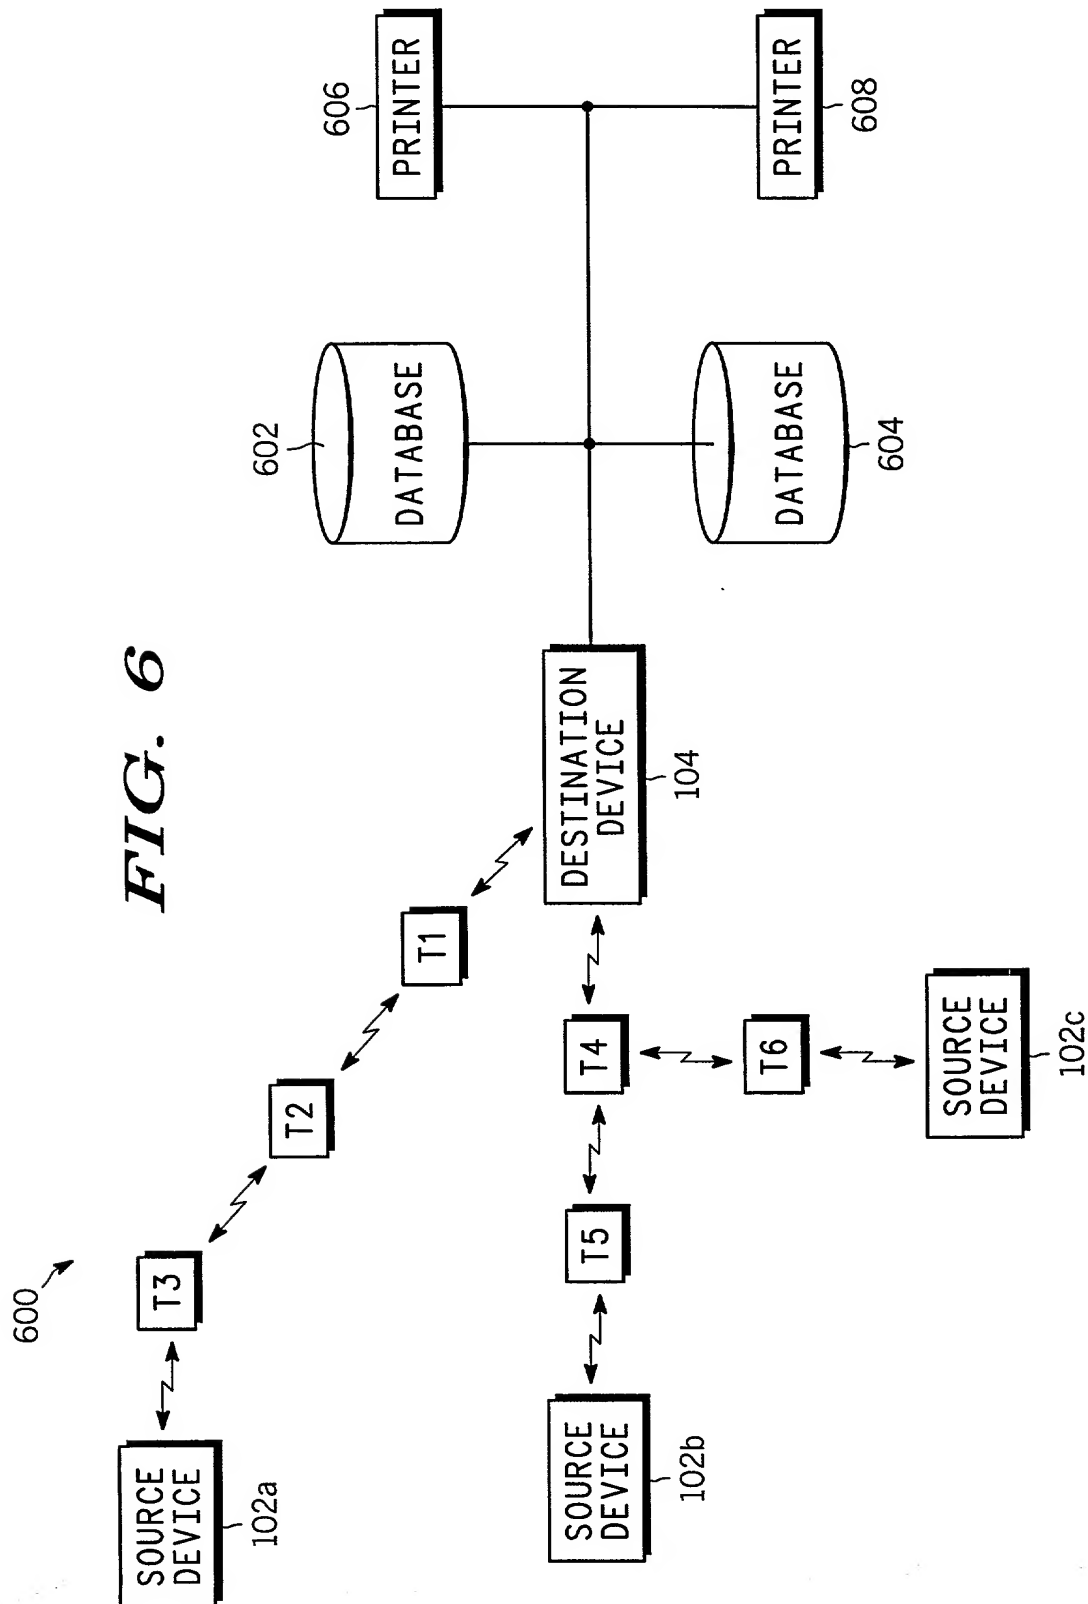 FIG. 6
600
SOURCE
DEVICE
102a
T3
T2
T1
SOURCE
DEVICE
102b
T5
T4
T6
SOURCE
DEVICE
102c
DESTINATION
DEVICE
104
602
DATABASE
DATABASE
604
606
PRINTER
PRINTER
608